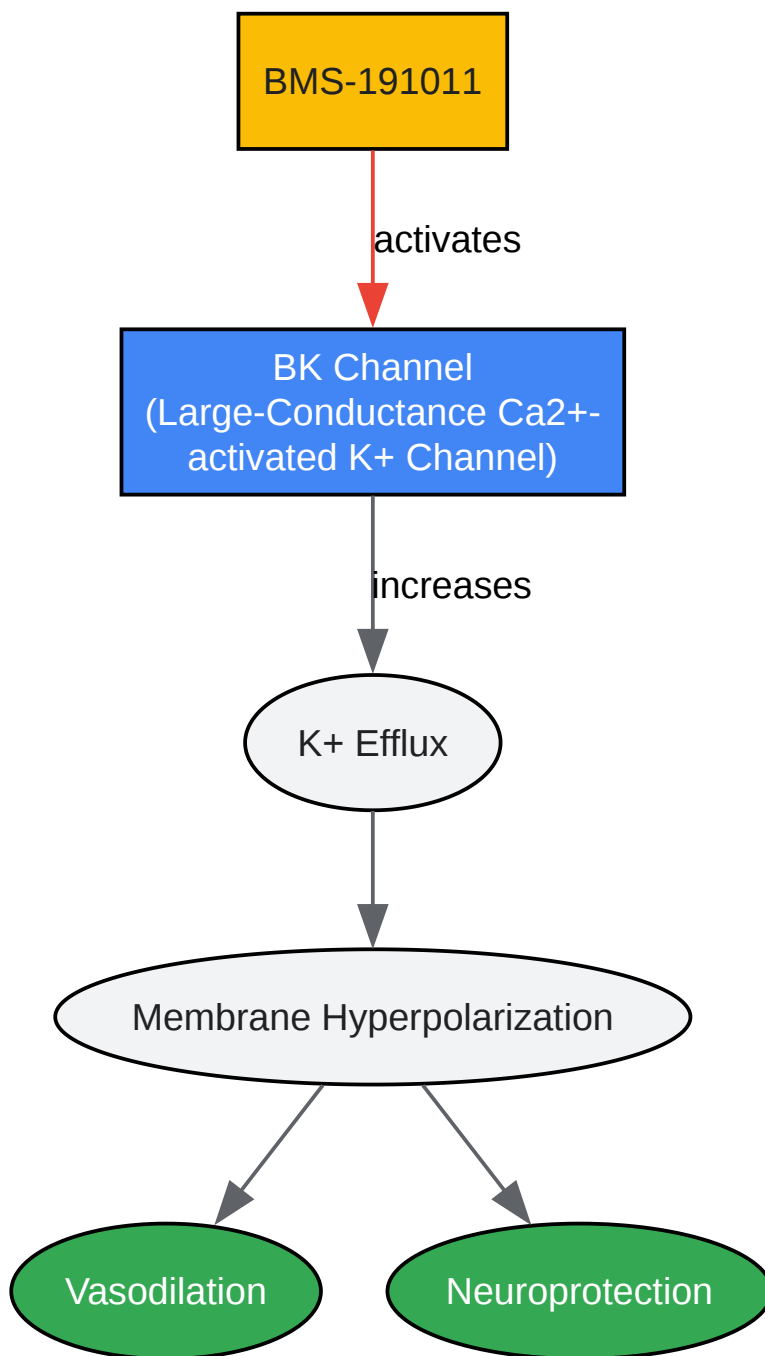 BMS-191011
activates
BK Channel
(Large-Conductance Ca2+-
activated K+ Channel)
increases
K+ Efflux
Membrane Hyperpolarization
Vasodilation
Neuroprotection